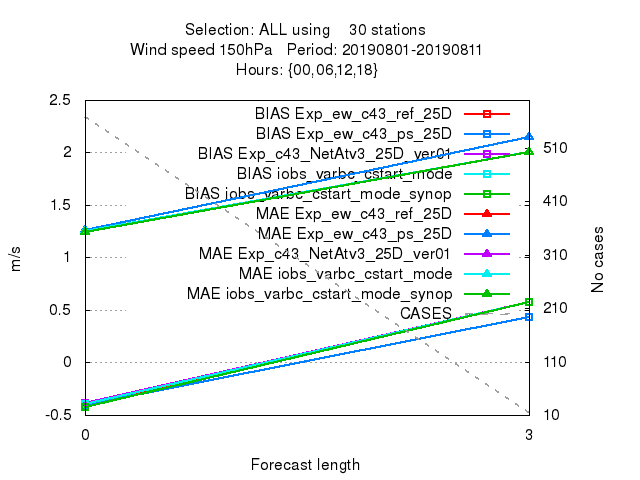 Selection: ALL using 30 stations
Wind speed 150hPa Period: 20190801-20190811
Hours: {00,06,12,18}
2.5
2
1.5
1
0.5
0
-0.5
m/s
BIAS Exp_ew_c43_ref_25D
BIAS Exp_ew_c43_ps_25D
BIAS Exp_c43_NetAtv3_25D_ver01
BIAS iobs_varbc_cstart_mode
BIAS iobs_varbc_cstart_mode_synop
MAE Exp_ew_c43_ref_25D
MAE Exp_ew_c43_ps_25D
MAE Exp_c43_NetAtv3_25D_ver01
MAE iobs_varbc_cstart_mode
MAE iobs_varbc_cstart_mode_synop
CASES
510
410
310
210
110
10
No cases
0
3
Forecast length